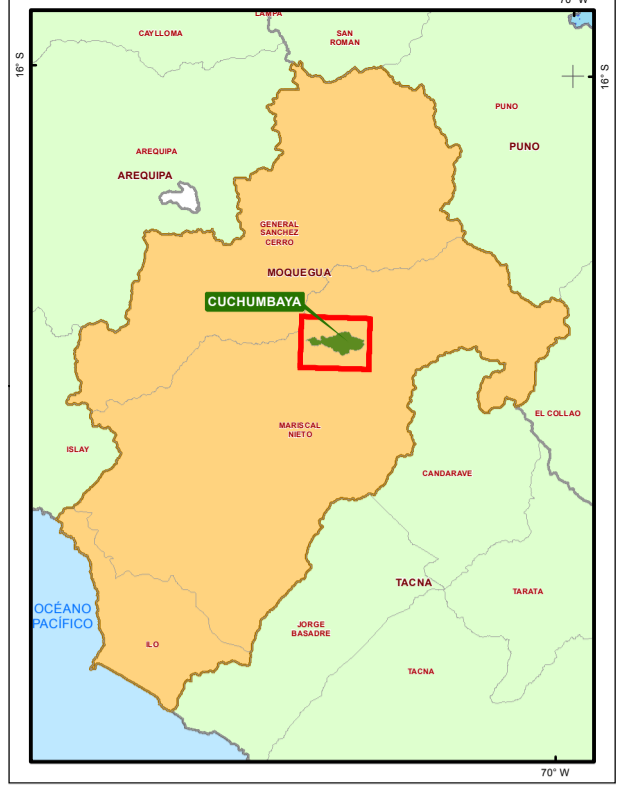 70° W
LAMPA
CAYLLOMA
SAN
ROMAN
16° S
16° S
PUNO
PUNO
AREQUIPA
AREQUIPA
GENERAL
SANCHEZ
CERRO
MOQUEGUA
CUCHUMBAYA
EL COLLAO
MARISCAL
NIETO
ISLAY
CANDARAVE
TACNA
TARATA
OCÉANO
PACÍFICO
JORGE
BASADRE
ILO
TACNA
70° W